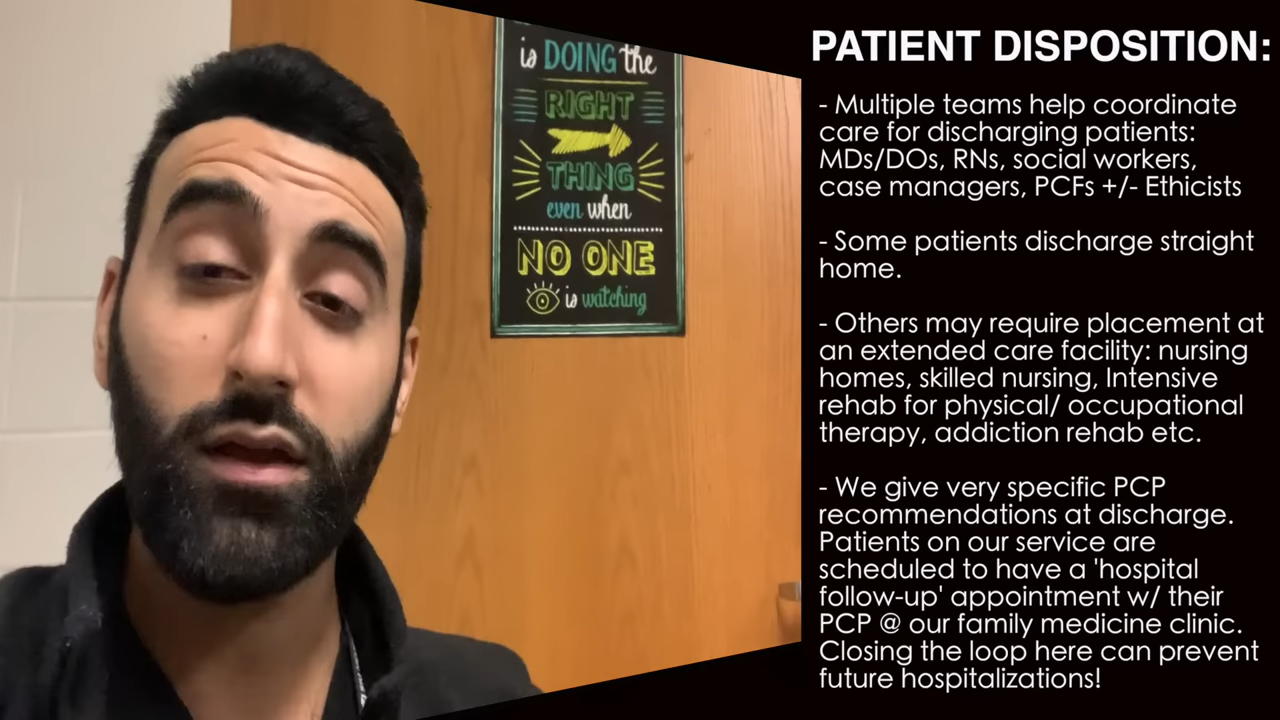 is DOING the
RIGHT
THING
even when
NO ONE
is watching
PATIENT DISPOSITION:
- Multiple teams help coordinate
care for discharging patients:
MDs/DOs, RNs, social workers,
case managers, PCFs +/- Ethicists
- Some patients discharge straight
home.
- Others may require placement at
an extended care facility: nursing
homes, skilled nursing, Intensive
rehab for physical/ occupational
therapy, addiction rehab etc.
- We give very specific PCP
recommendations at discharge.
Patients on our service are
scheduled to have a 'hospital
follow-up' appointment w/ their
PCP @ our family medicine clinic.
Closing the loop here can prevent
future hospitalizations!